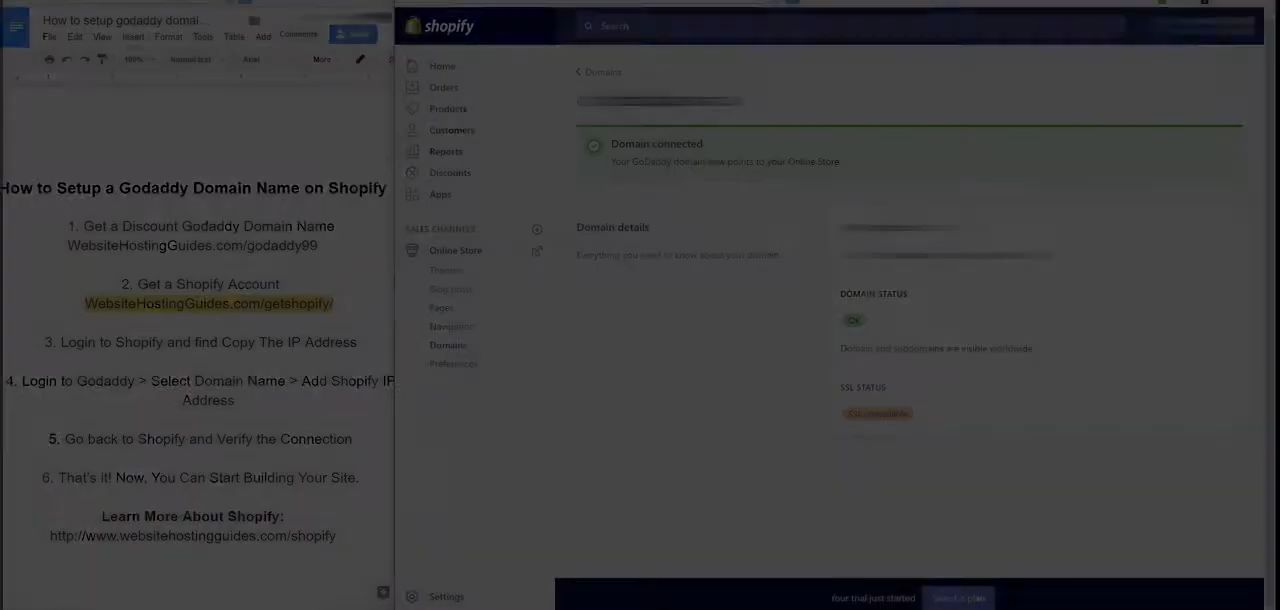 How to setup godaddy domai...
File Edit View Insert Format Tools Table Add Comments
100% Normal text Arial More
How to Setup a Godaddy Domain Name on Shopify
1. Get a Discount Godaddy Domain Name
WebsiteHostingGuides.com/godaddy99
2. Get a Shopify Account
WebsiteHostingGuides.com/getshopify/
3. Login to Shopify and find Copy The IP Address
4. Login to Godaddy > Select Domain Name > Add Shopify IP
Address
5. Go back to Shopify and Verify the Connection
6. That's it! Now, You Can Start Building Your Site.
Learn More About Shopify:
http://www.websitehostingguides.com/shopify
shopify
Search
Home
Orders
Products
Customers
Reports
Discounts
Apps
SALES CHANNELS
Online Store
Themes
Blog posts
Pages
Navigation
Domains
Preferences
Settings
Domains
Domain connected
Your GoDaddy domain now points to your Online Store.
Domain details
Everything you need to know about your domain.
DOMAIN STATUS
OK
Domain and subdomains are visible worldwide.
SSL STATUS
SSL unavailable
Your trial just started
Select a plan